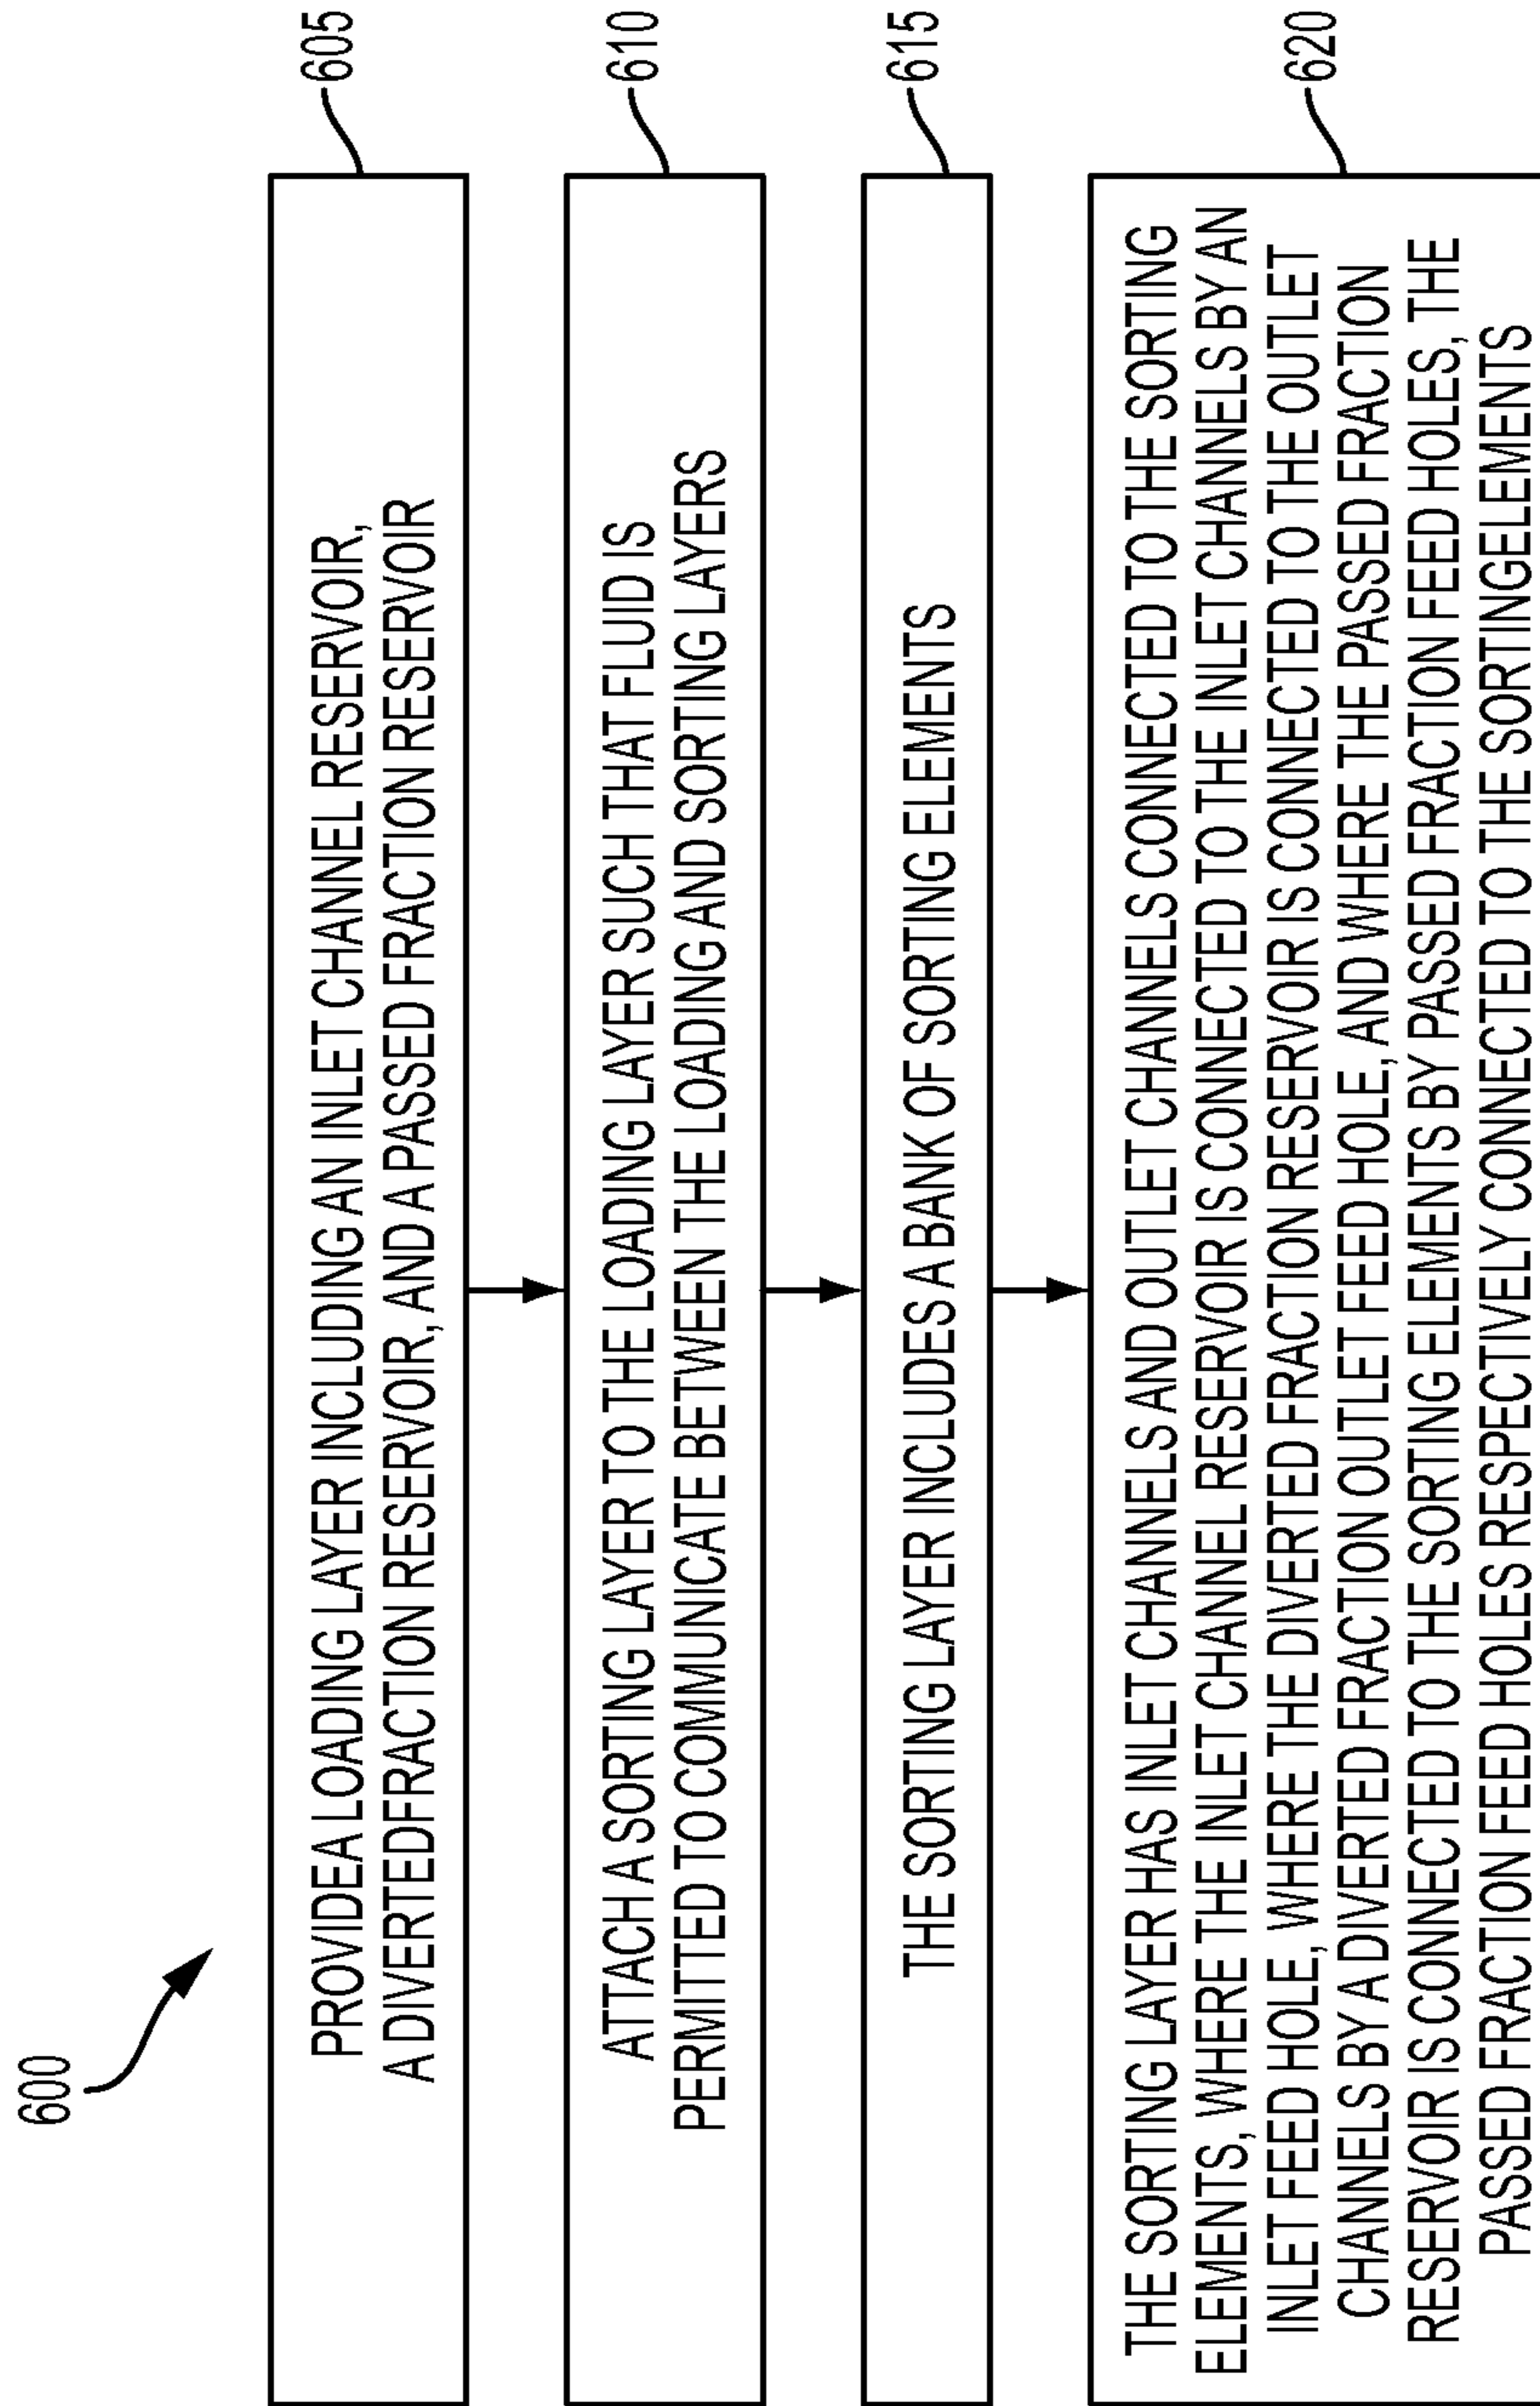 600
PROVIDEA LOADING LAYER INCLUDING AN INLET CHANNEL RESERVOIR,
A DIVERTEDFRACTION RESERVOIR, AND A PASSED FRACTION RESERVOIR
605
ATTACH A SORTING LAYER TO THE LOADING LAYER SUCH THAT FLUID IS
PERMITTED TO COMMUNICATE BETWEEN THE LOADING AND SORTING LAYERS
610
THE SORTING LAYER INCLUDES A BANK OF SORTING ELEMENTS
615
THE SORTING LAYER HAS INLET CHANNELS AND OUTLET CHANNELS CONNECTED TO THE SORTING
ELEMENTS, WHERE THE INLET CHANNEL RESERVOIR IS CONNECTED TO THE INLET CHANNELS BY AN
INLET FEED HOLE, WHERE THE DIVERTED FRACTION RESERVOIR IS CONNECTED TO THE OUTLET
CHANNELS BY A DIVERTED FRACTION OUTLET FEED HOLE, AND WHERE THE PASSED FRACTION
RESERVOIR IS CONNECTED TO THE SORTING ELEMENTS BY PASSED FRACTION FEED HOLES, THE
PASSED FRACTION FEED HOLES RESPECTIVELY CONNECTED TO THE SORTINGELEMENTS
620